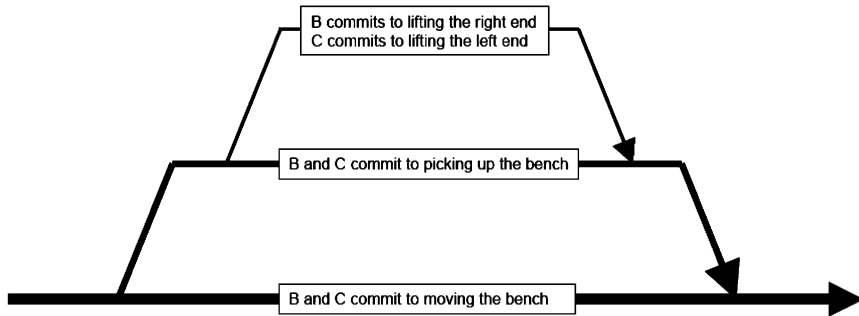 B commits to lifting the right end
C commits to lifting the left end
B and C commit to picking up the bench
B and C commit to moving the bench